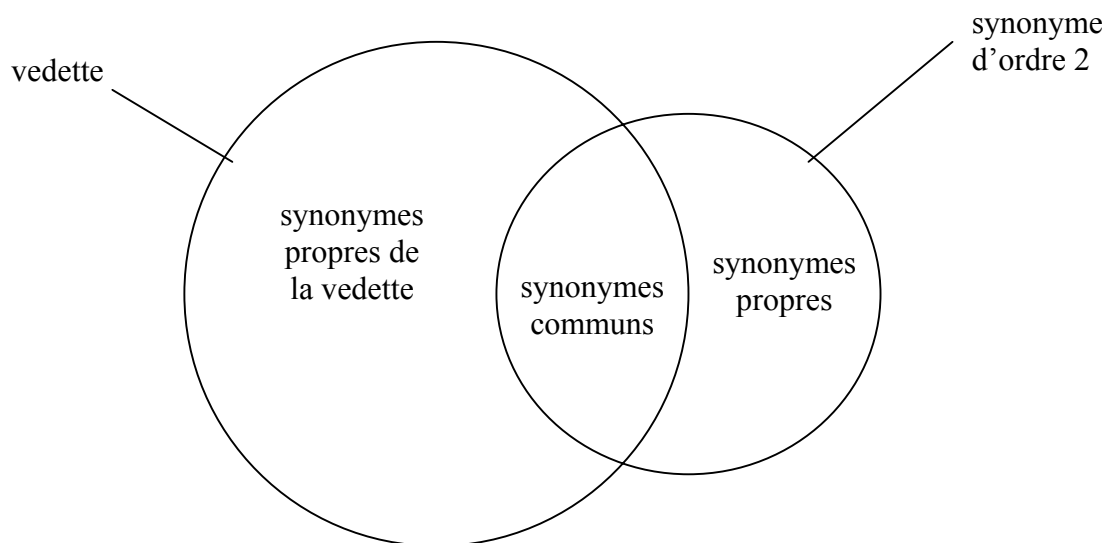 vedette
synonyme
d’ordre 2
synonymes
propres de
la vedette
synonymes
communs
synonymes
propres